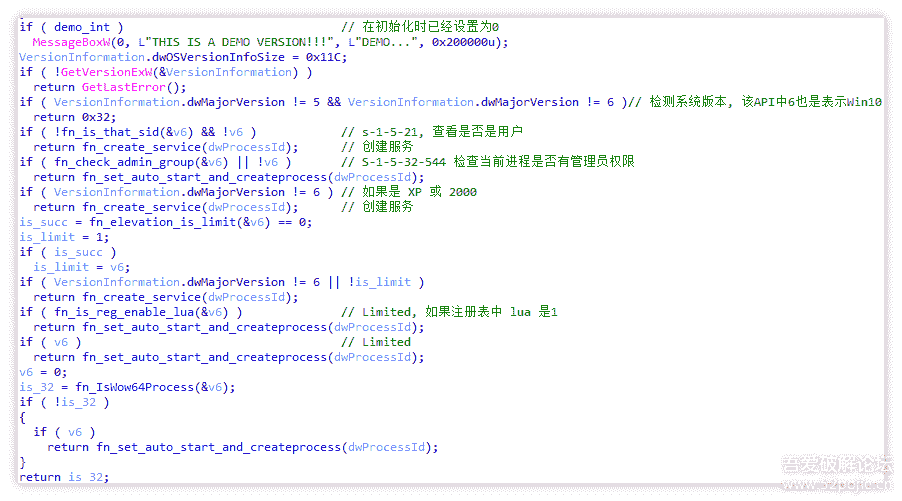 if ( demo_int ) // 在初始化时已经设置为0
MessageBoxW(0, L"THIS IS A DEMO VERSION!!!", L"DEMO...", 0x200000u);
VersionInformation.dwOSVersionInfoSize = 0x11C;
if ( !GetVersionExW(&VersionInformation) )
return GetLastError();
if ( VersionInformation.dwMajorVersion != 5 && VersionInformation.dwMajorVersion != 6 )// 检测系统版本, 该API中6也是表示Win10
return 0x32;
if ( !fn_is_that_sid(&v6) && !v6 ) // s-1-5-21, 查看是否是用户
return fn_create_service(dwProcessId); // 创建服务
if ( fn_check_admin_group(&v6) || !v6 ) // S-1-5-32-544 检查当前进程是否有管理员权限
return fn_set_auto_start_and_createprocess(dwProcessId);
if ( VersionInformation.dwMajorVersion != 6 ) // 如果是 XP 或 2000
return fn_create_service(dwProcessId); // 创建服务
is_succ = fn_elevation_is_limit(&v6) == 0;
is_limit = 1;
if ( is_succ )
is_limit = v6;
if ( VersionInformation.dwMajorVersion != 6 || !is_limit )
return fn_create_service(dwProcessId);
if ( fn_is_reg_enable_lua(&v6) ) // Limited, 如果注册表中 lua 是1
return fn_set_auto_start_and_createprocess(dwProcessId);
if ( v6 ) // Limited
return fn_set_auto_start_and_createprocess(dwProcessId);
v6 = 0;
is_32 = fn_IsWow64Process(&v6);
if ( !is_32 )
{
if ( v6 )
return fn_set_auto_start_and_createprocess(dwProcessId);
}
return is_32;
吾爱破解论坛
www.52pojie.cn